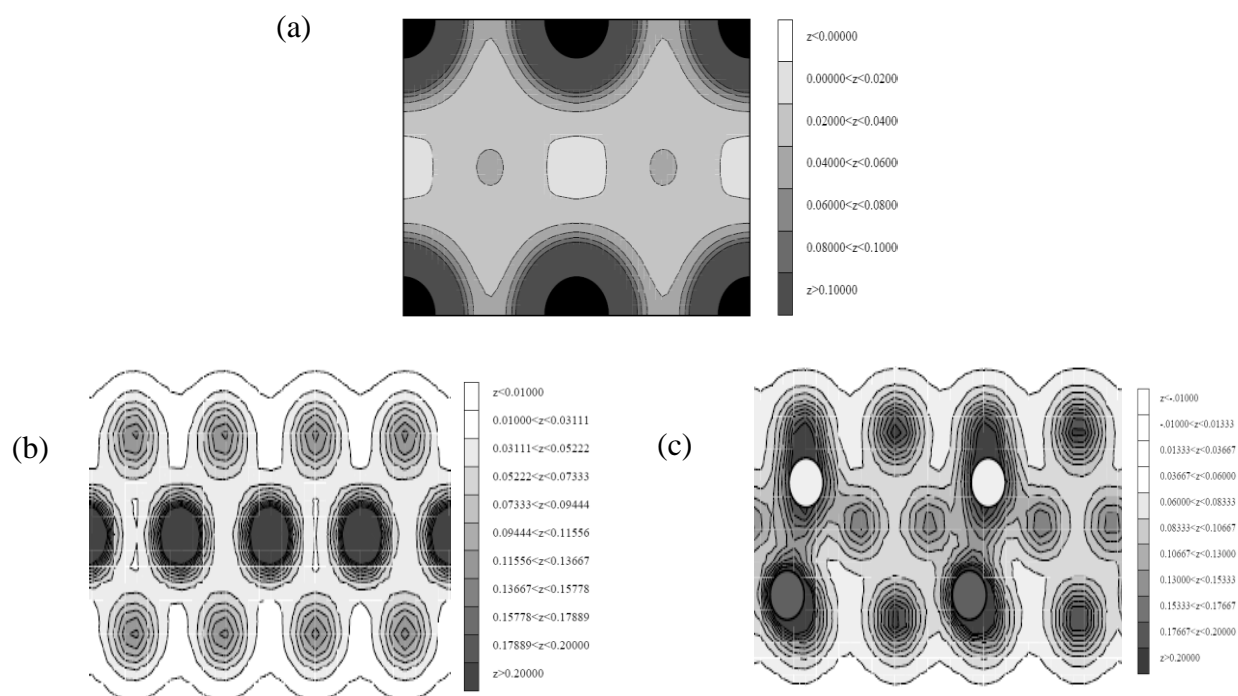 (a)
z<0.00000
0.00000<z<0.0200
0.02000<z<0.0400
0.04000<z<0.0600
0.06000<z<0.0800
0.08000<z<0.1000
z>0.10000
(b)
z<0.01000
0.01000<z<0.03111
0.03111<z<0.05222
0.05222<z<0.07333
0.07333<z<0.09444
0.09444<z<0.11556
0.11556<z<0.13667
0.13667<z<0.15778
0.15778<z<0.17889
0.17889<z<0.20000
z>0.20000
(c)
z<-.01000
-.01000<z<0.01333
0.01333<z<0.03667
0.03667<z<0.06000
0.06000<z<0.08333
0.08333<z<0.10667
0.10667<z<0.13000
0.13000<z<0.15333
0.15333<z<0.17667
0.17667<z<0.20000
z>0.20000